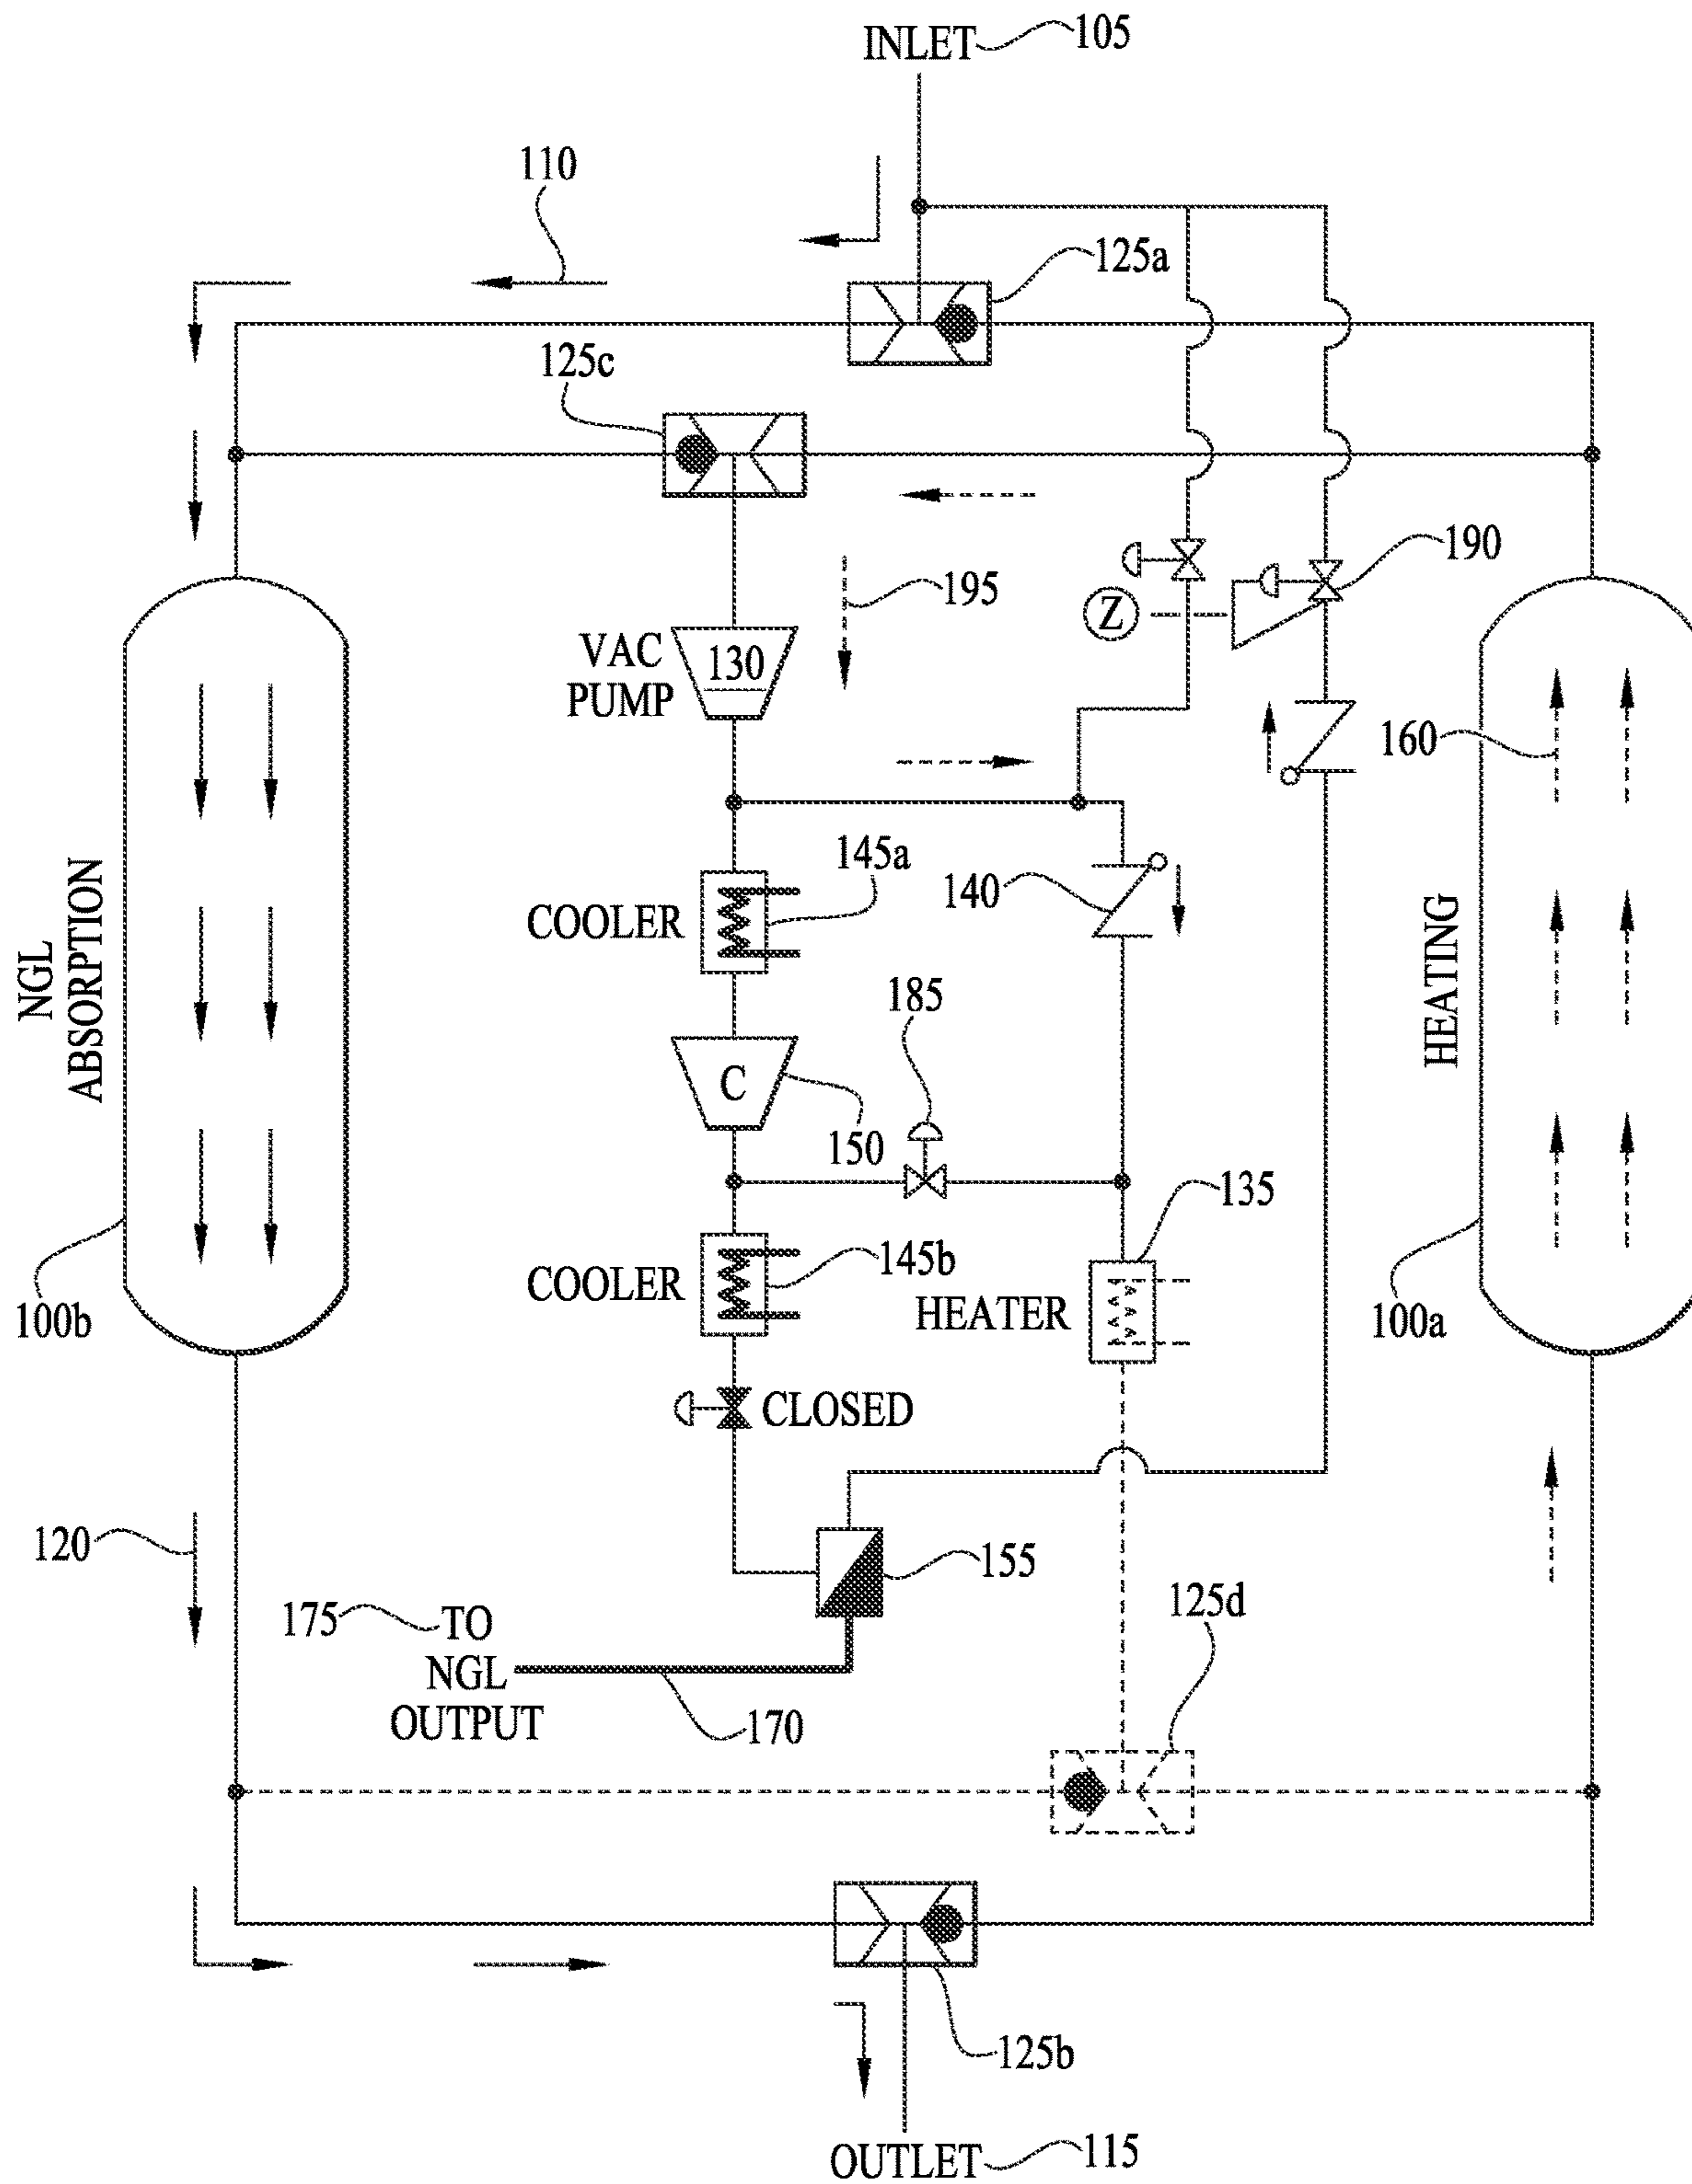 INLET 105
110
125a
125c
190
195
VAC
PUMP
130
Z
160
145a
COOLER
140
NGL
ABSORPTION
HEATING
185
C
150
135
145b
COOLER
HEATER
100b
100a
CLOSED
120
155
175 TO
NGL
OUTPUT
170
125d
125b
OUTLET 115